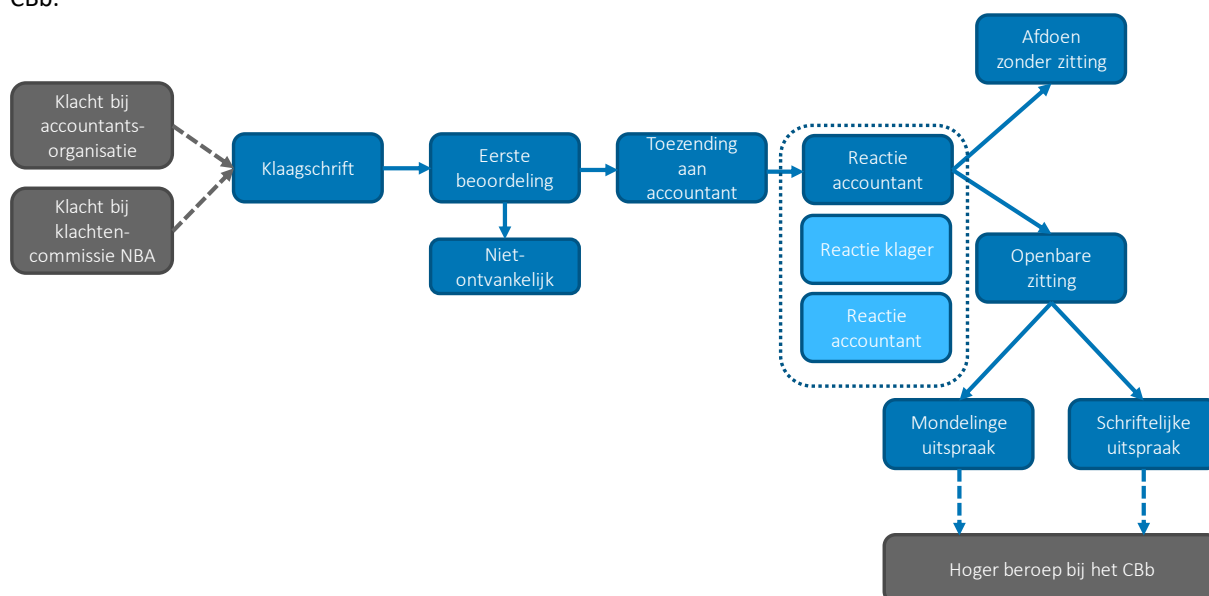 CBb.
Afdoen
zonder zitting
Klacht bij
accountants-
organisatie
Klaagschrift
Eerste
beoordeling
Toezending
aan
accountant
Reactie
accountant
Klacht bij
klachten-
commissie NBA
Niet-
ontvankelijk
Reactie klager
Openbare
zitting
Reactie
accountant
Mondelinge
uitspraak
Schriftelijke
uitspraak
Hoger beroep bij het CBb